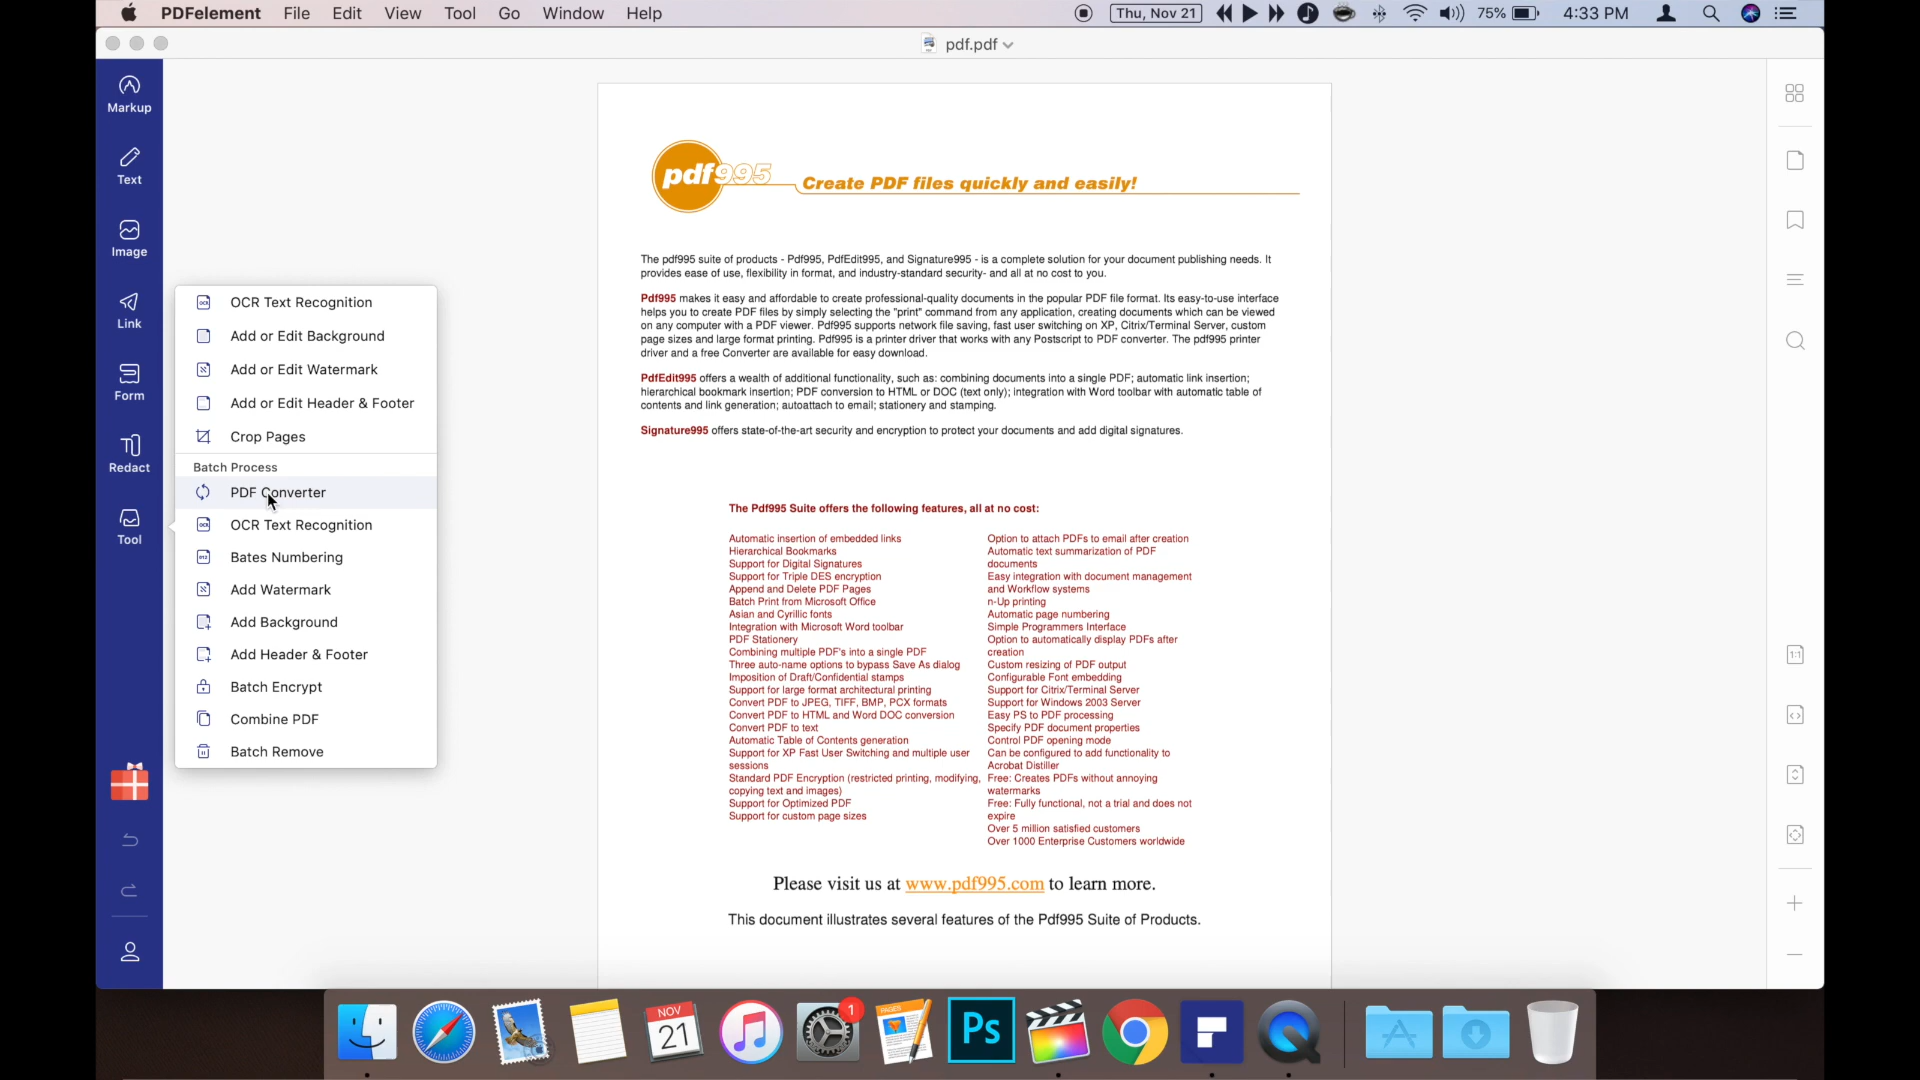 PDFelement File Edit View Tool Go Window Help
Thu, Nov 21 75% 4:33 PM
pdf.pdf
Markup
Text
Image
Link
Form
Redact
Tool
OCR Text Recognition
Add or Edit Background
Add or Edit Watermark
Add or Edit Header & Footer
Crop Pages
Batch Process
PDF Converter
OCR Text Recognition
Bates Numbering
Add Watermark
Add Background
Add Header & Footer
Batch Encrypt
Combine PDF
Batch Remove
pdf995
Create PDF files quickly and easily!
The pdf995 suite of products - Pdf995, PdfEdit995, and Signature995 - is a complete solution for your document publishing needs. It
provides ease of use, flexibility in format, and industry-standard security- and all at no cost to you.
Pdf995 makes it easy and affordable to create professional-quality documents in the popular PDF file format. Its easy-to-use interface
helps you to create PDF files by simply selecting the "print" command from any application, creating documents which can be viewed
on any computer with a PDF viewer. Pdf995 supports network file saving, fast user switching on XP, Citrix/Terminal Server, custom
page sizes and large format printing. Pdf995 is a printer driver that works with any Postscript to PDF converter. The pdf995 printer
driver and a free Converter are available for easy download.
PdfEdit995 offers a wealth of additional functionality, such as: combining documents into a single PDF; automatic link insertion;
hierarchical bookmark insertion; PDF conversion to HTML or DOC (text only); integration with Word toolbar with automatic table of
contents and link generation; autoattach to email; stationery and stamping.
Signature995 offers state-of-the-art security and encryption to protect your documents and add digital signatures.
The Pdf995 Suite offers the following features, all at no cost:
Automatic insertion of embedded links
Hierarchical Bookmarks
Support for Digital Signatures
Support for Triple DES encryption
Append and Delete PDF Pages
Batch Print from Microsoft Office
Asian and Cyrillic fonts
Integration with Microsoft Word toolbar
PDF Stationery
Combining multiple PDF's into a single PDF
Three auto-name options to bypass Save As dialog
Imposition of Draft/Confidential stamps
Support for large format architectural printing
Convert PDF to JPEG, TIFF, BMP, PCX formats
Convert PDF to HTML and Word DOC conversion
Convert PDF to text
Automatic Table of Contents generation
Support for XP Fast User Switching and multiple user
sessions
Standard PDF Encryption (restricted printing, modifying,
copying text and images)
Support for Optimized PDF
Support for custom page sizes
Option to attach PDFs to email after creation
Automatic text summarization of PDF
documents
Easy integration with document management
and Workflow systems
n-Up printing
Automatic page numbering
Simple Programmers Interface
Option to automatically display PDFs after
creation
Custom resizing of PDF output
Configurable Font embedding
Support for Citrix/Terminal Server
Support for Windows 2003 Server
Easy PS to PDF processing
Specify PDF document properties
Control PDF opening mode
Can be configured to add functionality to
Acrobat Distiller
Free: Creates PDFs without annoying
watermarks
Free: Fully functional, not a trial and does not
expire
Over 5 million satisfied customers
Over 1000 Enterprise Customers worldwide
Please visit us at www.pdf995.com to learn more.
This document illustrates several features of the Pdf995 Suite of Products.
1:1
NOV
21
1
PAGES
Ps